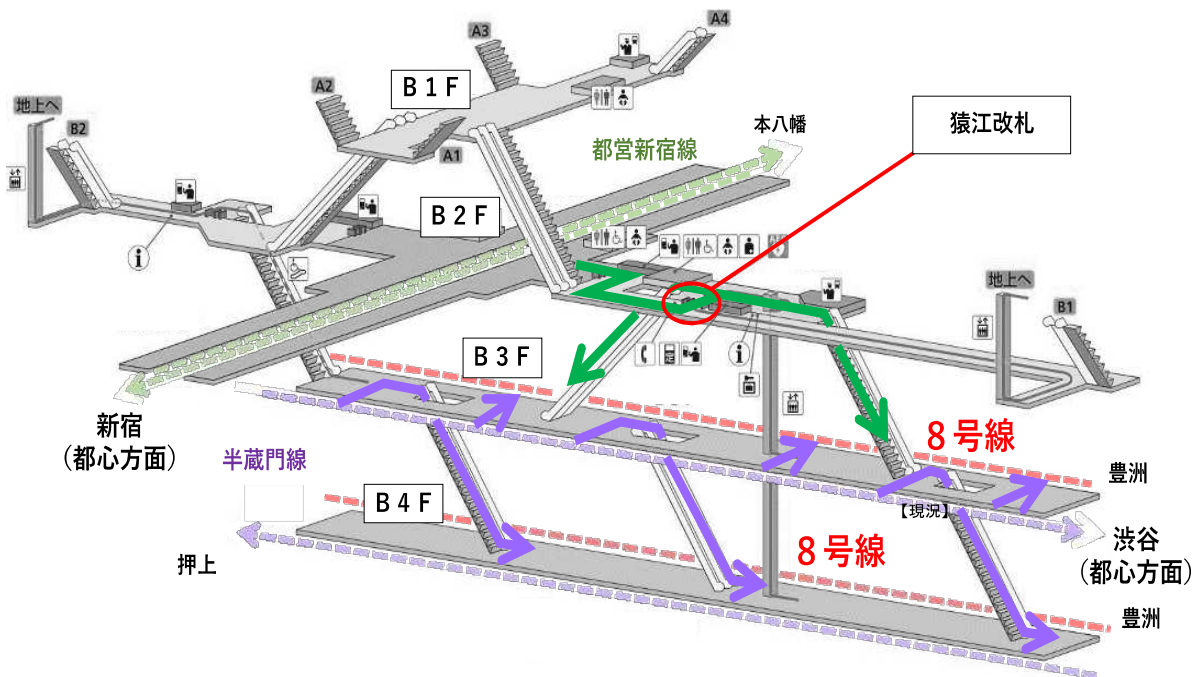 A4
A3
A2
B1F
地上へ
B2
A1
都営新宿線
本八幡
猿江改札
B2F
i
地上へ
B1
B3F
i
新宿
(都心方面)
半蔵門線
8号線
豊洲
B4F
【現況】
押上
8号線
渋谷
(都心方面)
豊洲